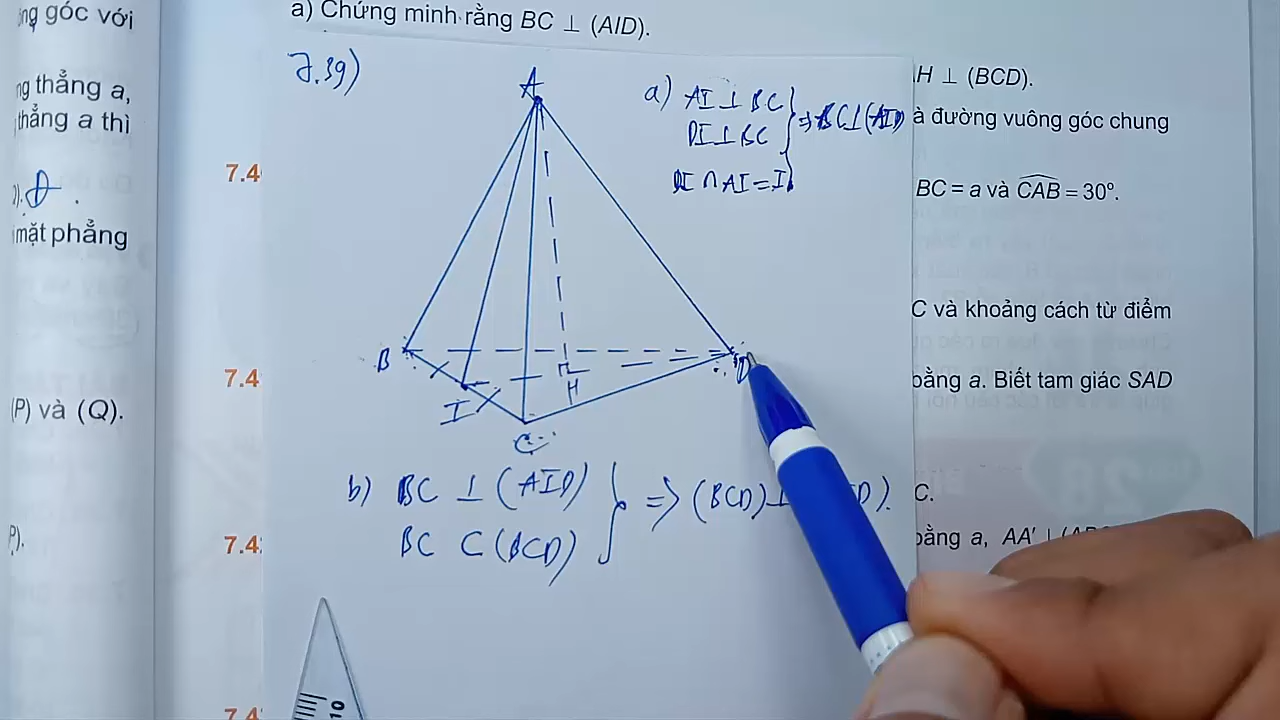 ng góc với
a) Chứng minh rằng BC ⊥ (AID).
7.39)
A
a) AI ⊥ BC
DI ⊥ BC } => BC ⊥ (AID)
DI ∩ AI = I
H ⊥ (BCD).
ng thẳng a,
thẳng a thì
à đường vuông góc chung
7.4
BC = a và CAB = 30°.
mặt phẳng
C và khoảng cách từ điểm
B
D
H
I
C
7.4
bằng a. Biết tam giác SAD
(P) và (Q).
b) BC ⊥ (AID)
BC ⊂ (BCD) } => (BCD) ⊥ D).
C.
P).
7.4
bằng a, AA' ⊥
10
7.4